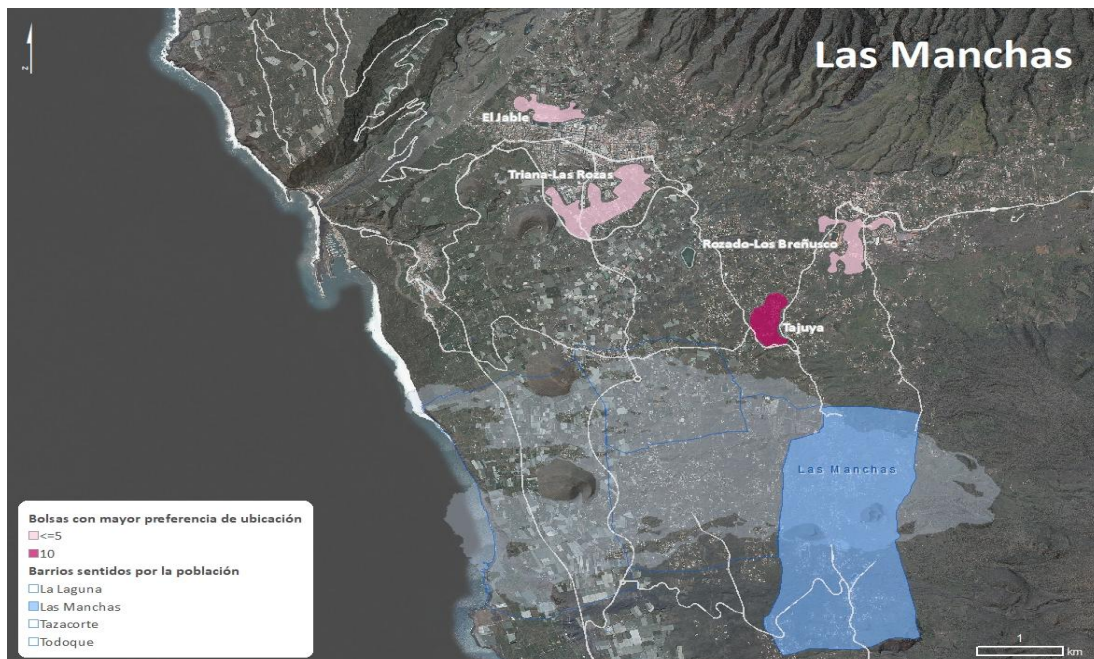 Las Manchas
z
El Jable
Triana-Las Rozas
Rozado-Los Breñusco
Tajuya
Las Manchas
Bolsas con mayor preferencia de ubicación
<=5
10
Barrios sentidos por la población
La Laguna
Las Manchas
Tazacorte
Todoque
1
km